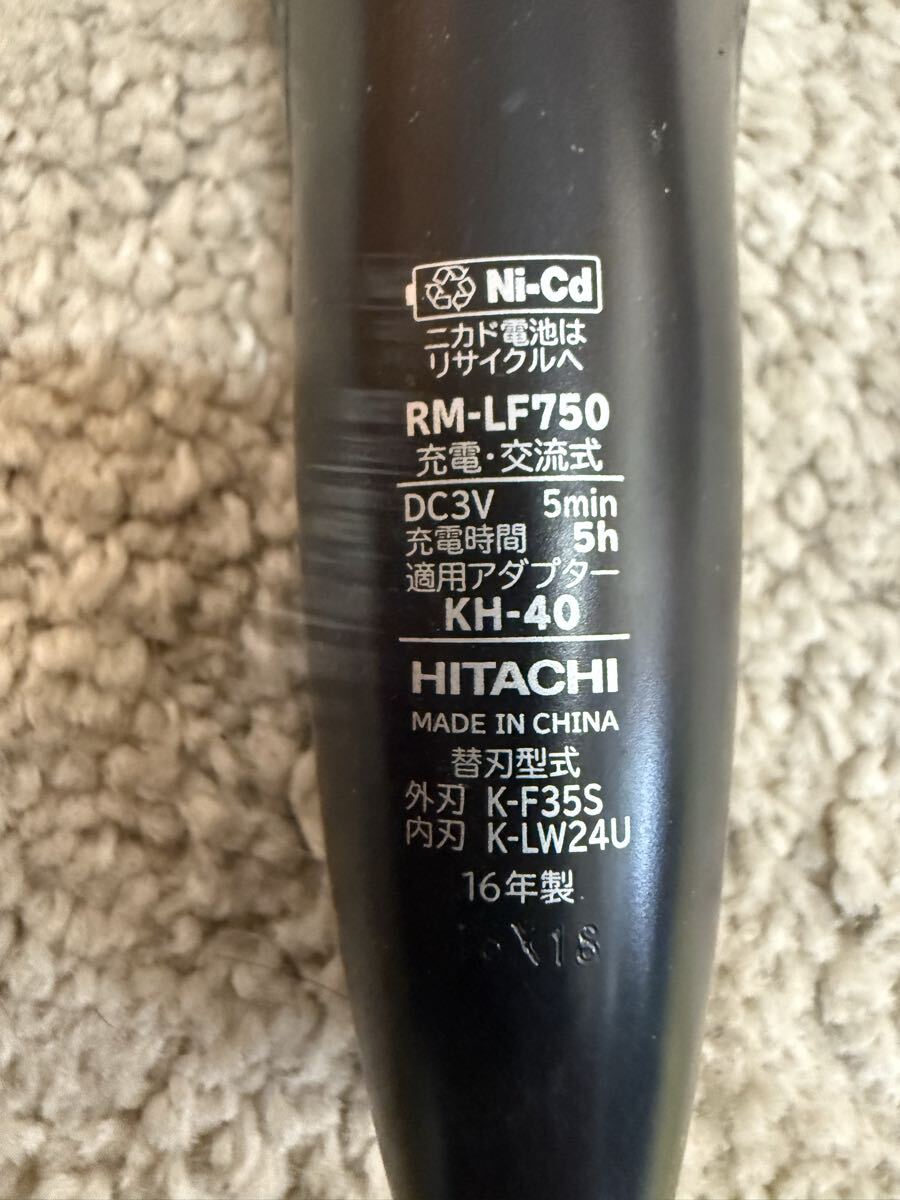 Ni-Cd
ニカド電池は
リサイクルへ
RM-LF750
充電・交流式
DC3V 5min
充電時間 5h
適用アダプター
KH-40
HITACHI
MADE IN CHINA
替刃型式
外刃 K-F35S
内刃 K-LW24U
16年製